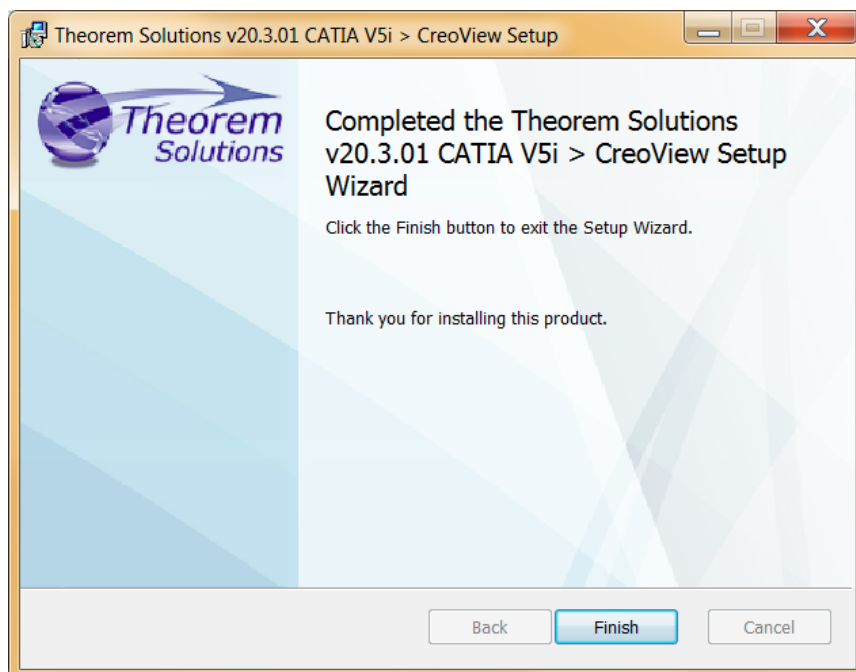 Theorem Solutions v20.3.01 CATIA V5i > CreoView Setup
Theorem
Solutions
Completed the Theorem Solutions
v20.3.01 CATIA V5i > CreoView Setup
Wizard
Click the Finish button to exit the Setup Wizard.
Thank you for installing this product.
Back
Finish
Cancel